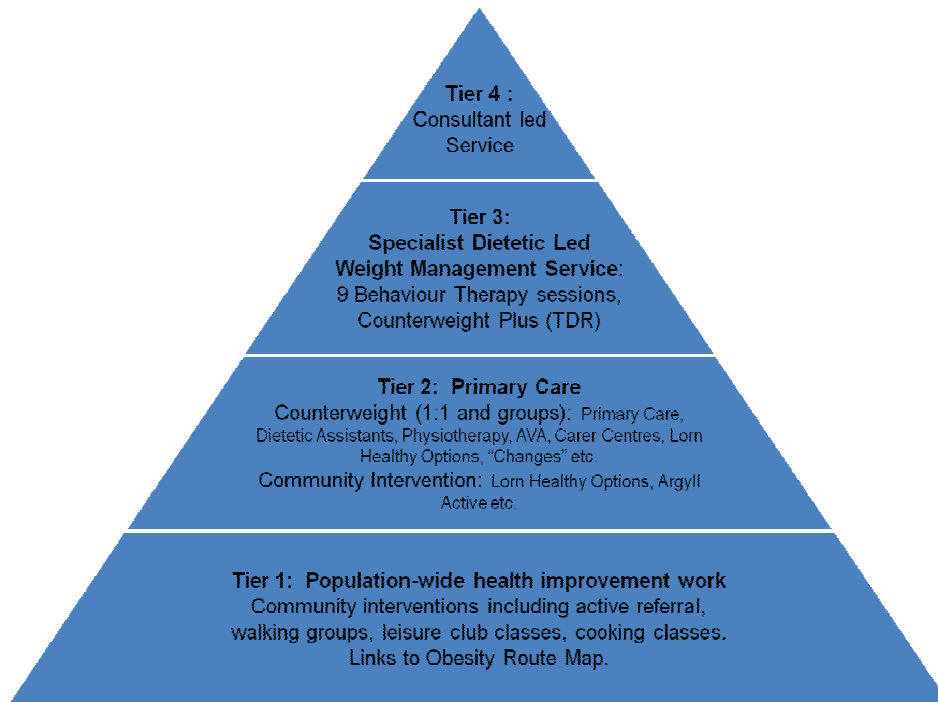 Tier 4 :
Consultant led
Service
Tier 3:
Specialist Dietetic Led
Weight Management Service:
9 Behaviour Therapy sessions,
Counterweight Plus (TDR)
Tier 2:  Primary Care
Counterweight (1:1 and groups): Primary Care,
Dietetic Assistants, Physiotherapy, AVA, Carer Centres, Lorn
Healthy Options, “Changes” etc.
Community Intervention: Lorn Healthy Options, Argyll
Active etc.
Tier 1:  Population-wide health improvement work
Community interventions including active referral,
walking groups, leisure club classes, cooking classes.
Links to Obesity Route Map.